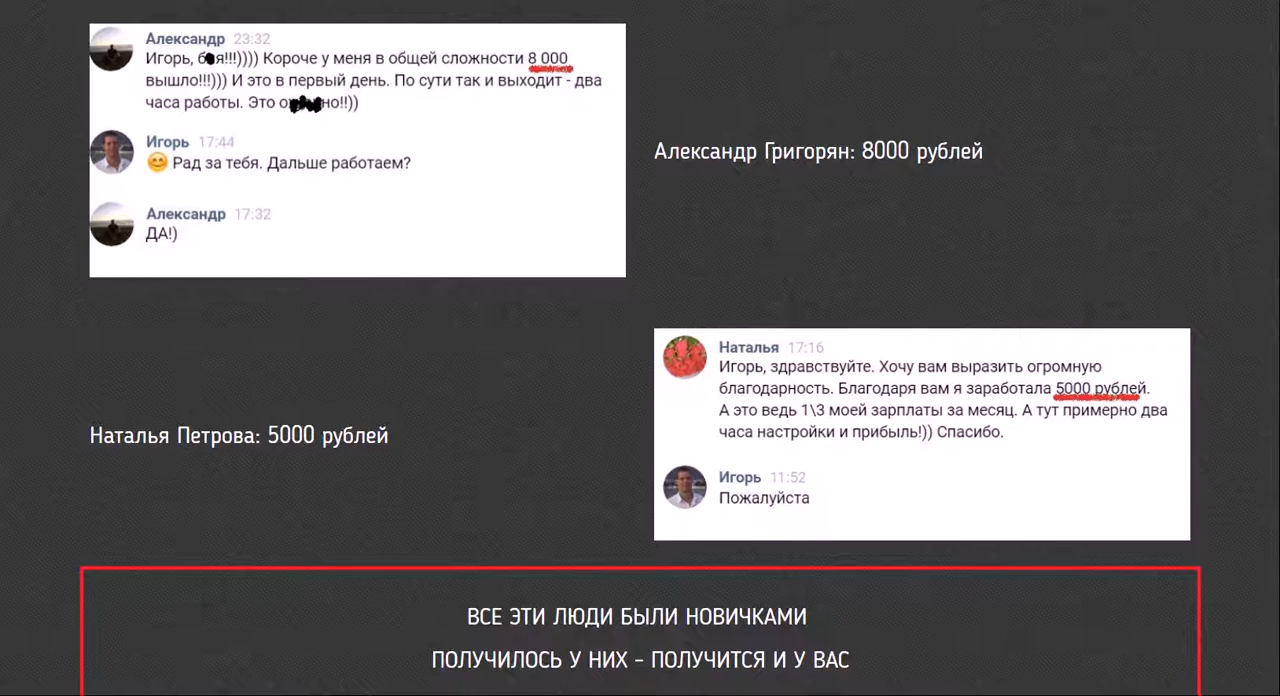 Александр 23:32
Игорь, б я!!!)))) Короче у меня в общей сложности 8 000
вышло!!!))) И это в первый день. По сути так и выходит - два
часа работы. Это о но!!))
Игорь 17:44
😊 Рад за тебя. Дальше работаем?
Александр 17:32
ДА!)
Александр Григорян: 8000 рублей
Наталья 17:16
Игорь, здравствуйте. Хочу вам выразить огромную
благодарность. Благодаря вам я заработала 5000 рублей.
А это ведь 1\3 моей зарплаты за месяц. А тут примерно два
часа настройки и прибыль!)) Спасибо.
Игорь 11:52
Пожалуйста
Наталья Петрова: 5000 рублей
ВСЕ ЭТИ ЛЮДИ БЫЛИ НОВИЧКАМИ
ПОЛУЧИЛОСЬ У НИХ - ПОЛУЧИТСЯ И У ВАС